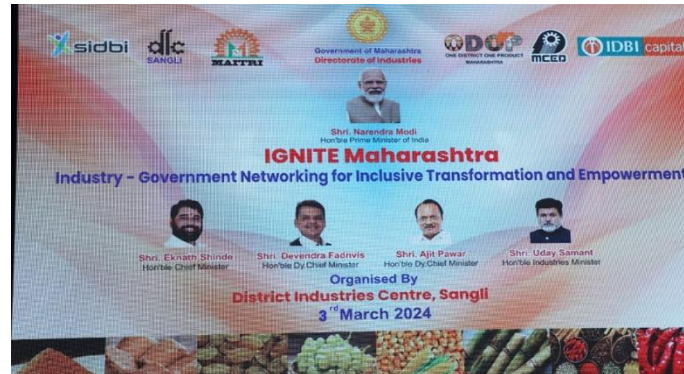 sidbi
dlc
SANGLI
MAITRI
Government of Maharashtra
Directorate of Industries
ODOP
ONE DISTRICT ONE PRODUCT
MAHARASHTRA
MCED
IDBI capital
Shri. Narendra Modi
Hon'ble Prime Minister of India
IGNITE Maharashtra
Industry - Government Networking for Inclusive Transformation and Empowerment
Shri. Eknath Shinde
Hon'ble Chief Minister
Shri. Devendra Fadnvis
Hon'ble Dy.Chief Minister
Shri. Ajit Pawar
Hon'ble Dy.Chief Minister
Shri. Uday Samant
Hon'ble Industries Minister
Organised By
District Industries Centre, Sangli
3rd March 2024